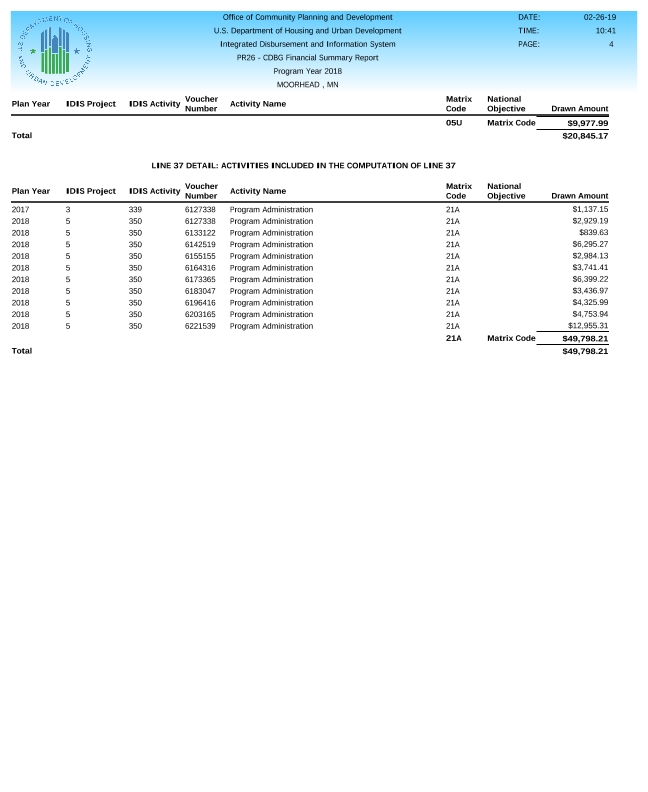 Office of Community Planning and Development DATE: 02-26-19
U.S. Department of Housing and Urban Development TIME: 10:41
Integrated Disbursement and Information System PAGE: 4
PR26 - CDBG Financial Summary Report
Program Year 2018
MOORHEAD , MN
U.S. DEPARTMENT OF HOUSING AND URBAN DEVELOPMENT
Plan Year IDIS Project IDIS Activity Voucher Number Activity Name Matrix Code National Objective Drawn Amount
05U Matrix Code $9,977.99
Total $20,845.17
LINE 37 DETAIL: ACTIVITIES INCLUDED IN THE COMPUTATION OF LINE 37
Plan Year IDIS Project IDIS Activity Voucher Number Activity Name Matrix Code National Objective Drawn Amount
2017 3 339 6127338 Program Administration 21A $1,137.15
2018 5 350 6127338 Program Administration 21A $2,929.19
2018 5 350 6133122 Program Administration 21A $839.63
2018 5 350 6142519 Program Administration 21A $6,295.27
2018 5 350 6155155 Program Administration 21A $2,984.13
2018 5 350 6164316 Program Administration 21A $3,741.41
2018 5 350 6173365 Program Administration 21A $6,399.22
2018 5 350 6183047 Program Administration 21A $3,436.97
2018 5 350 6196416 Program Administration 21A $4,325.99
2018 5 350 6203165 Program Administration 21A $4,753.94
2018 5 350 6221539 Program Administration 21A $12,955.31
21A Matrix Code $49,798.21
Total $49,798.21